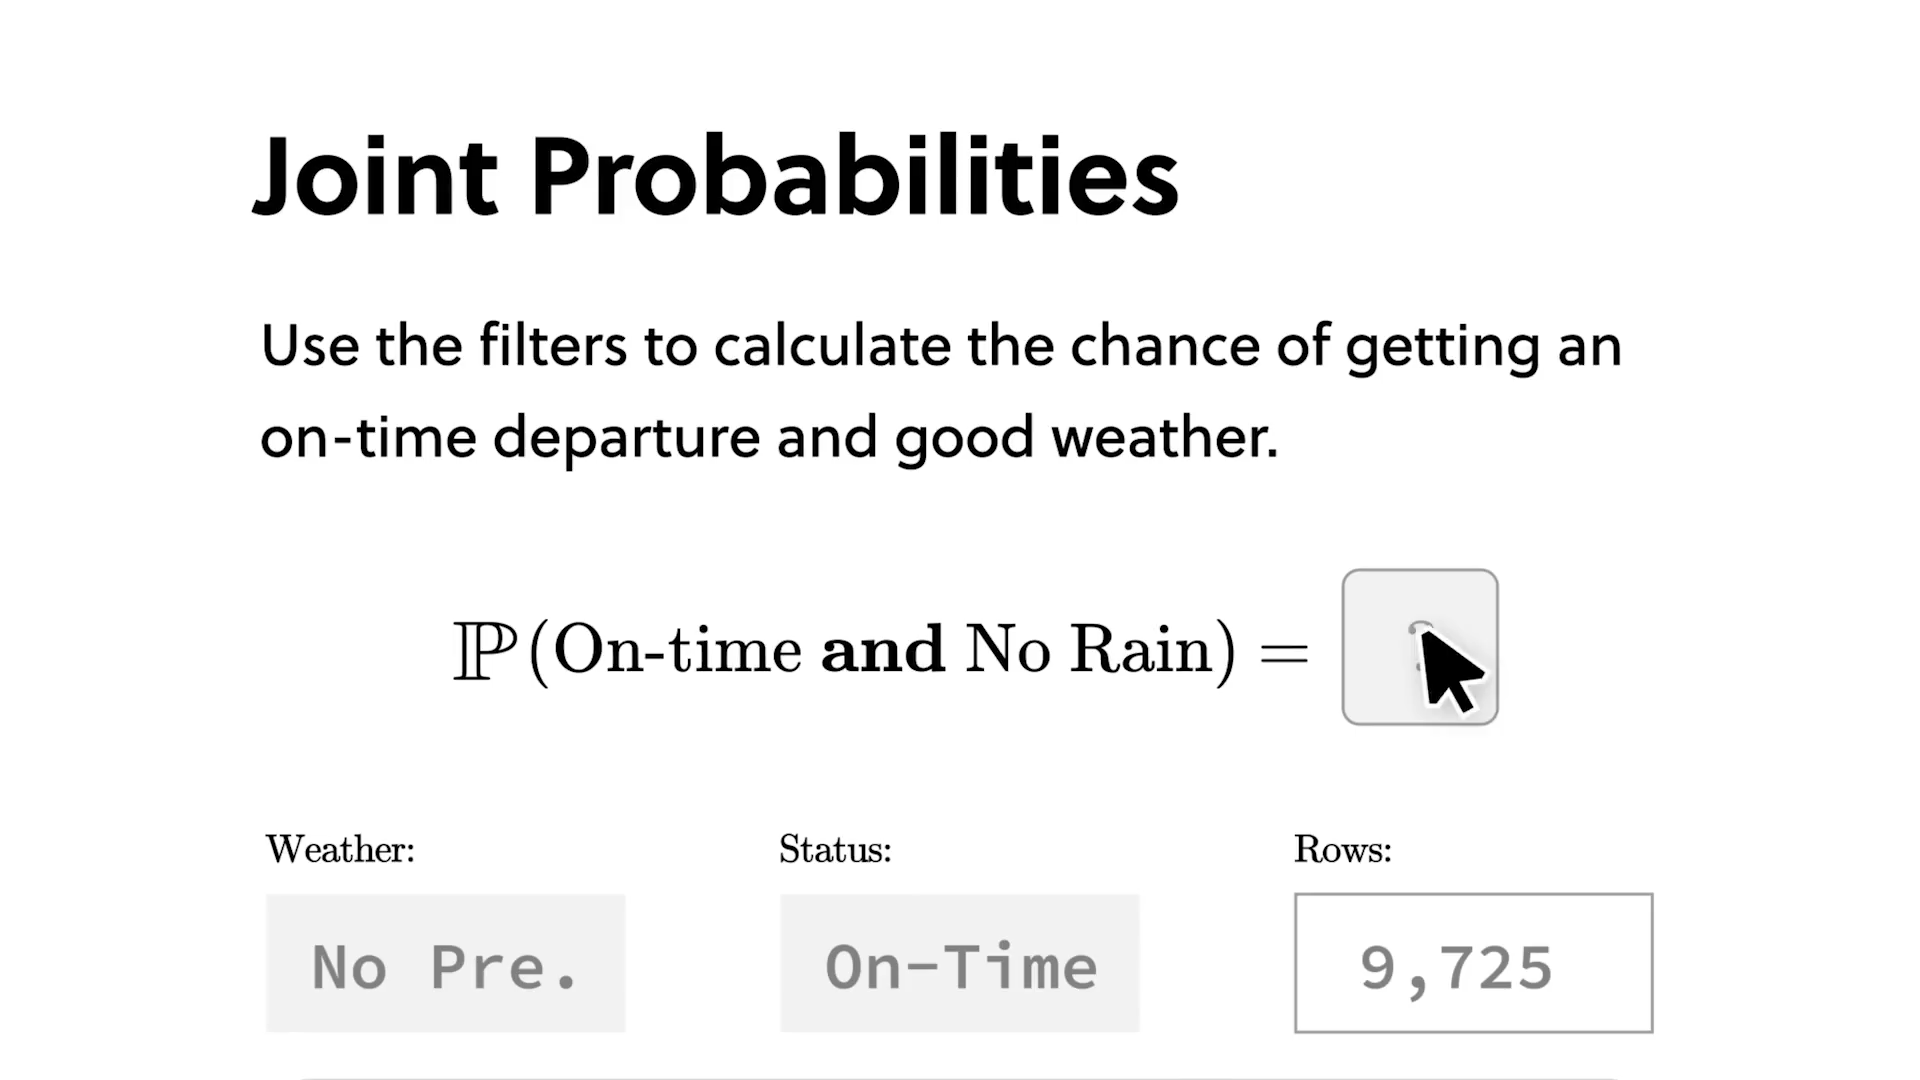 Joint Probabilities
Use the filters to calculate the chance of getting an
on-time departure and good weather.
ℙ(On-time and No Rain) =
Weather:
Status:
Rows:
No Pre.
On-Time
9,725